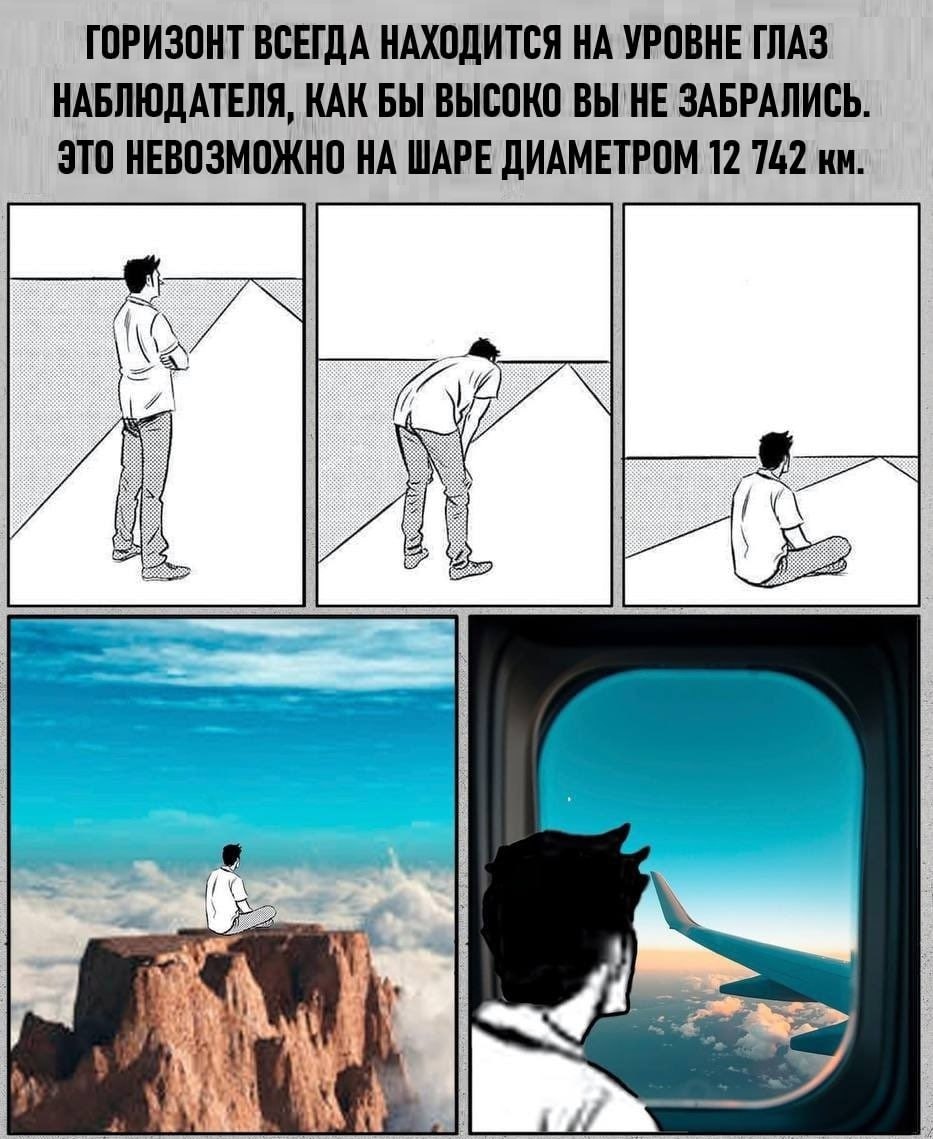 ГОРИЗОНТ ВСЕГДА НАХОДИТСЯ НА УРОВНЕ ГЛАЗ
НАБЛЮДАТЕЛЯ, КАК БЫ ВЫСОКО ВЫ НЕ ЗАБРАЛИСЬ.
ЭТО НЕВОЗМОЖНО НА ШАРЕ ДИАМЕТРОМ 12 742 км.